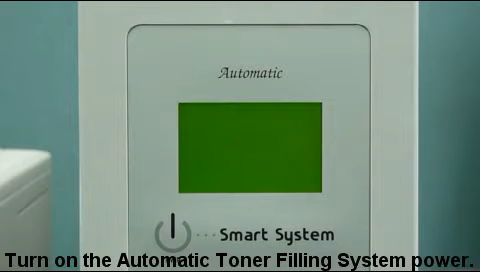 Automatic
Smart System
Turn on the Automatic Toner Filling System power.